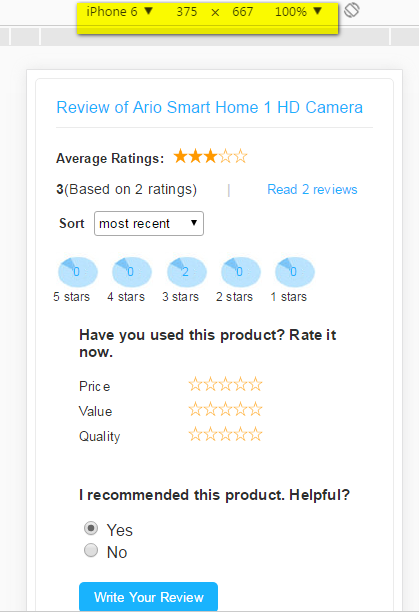 iPhone 6 ▼ 375 × 667 100% ▼
Review of Ario Smart Home 1 HD Camera
Average Ratings:
3(Based on 2 ratings) | Read 2 reviews
Sort most recent ▼
0 0 2 0 0
5 stars 4 stars 3 stars 2 stars 1 stars
Have you used this product? Rate it
now.
Price
Value
Quality
I recommended this product. Helpful?
Yes
No
Write Your Review